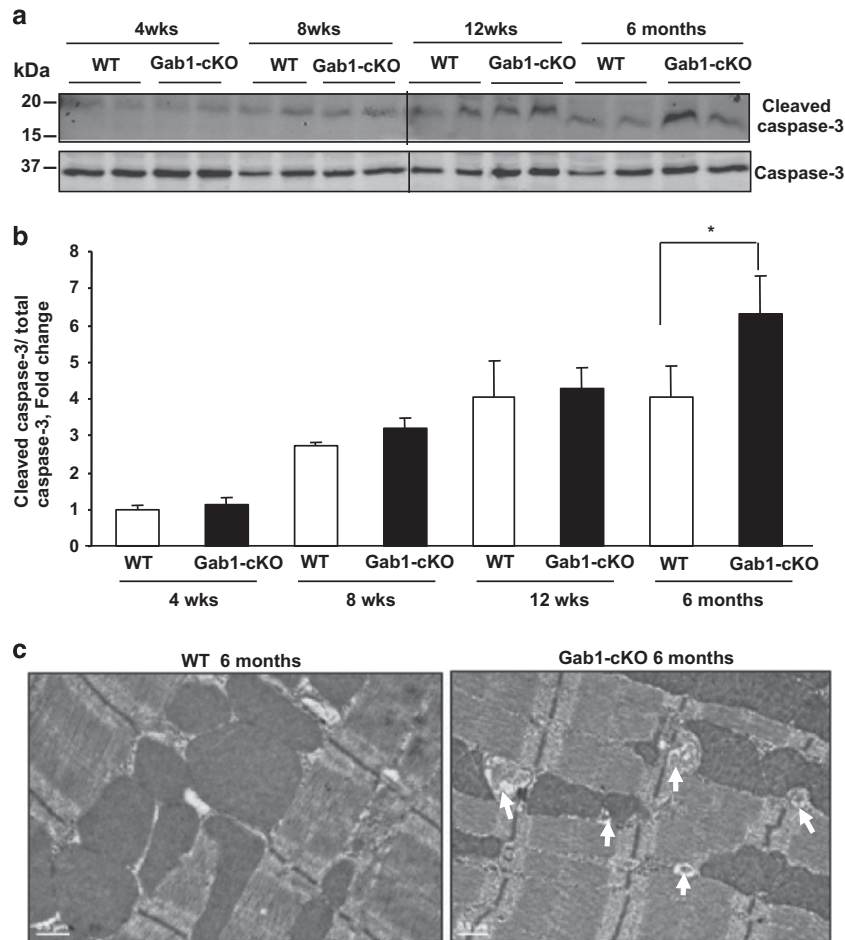 a
4wks 8wks 12wks 6 months
kDa WT Gab1-cKO WT Gab1-cKO WT Gab1-cKO WT Gab1-cKO
20
15
Cleaved
caspase-3
37
Caspase-3
b
Cleaved caspase-3/ total
caspase-3, Fold change
8
7
6
5
4
3
2
1
0
*
WT Gab1-cKO WT Gab1-cKO WT Gab1-cKO WT Gab1-cKO
4 wks 8 wks 12 wks 6 months
c
WT 6 months
Gab1-cKO 6 months